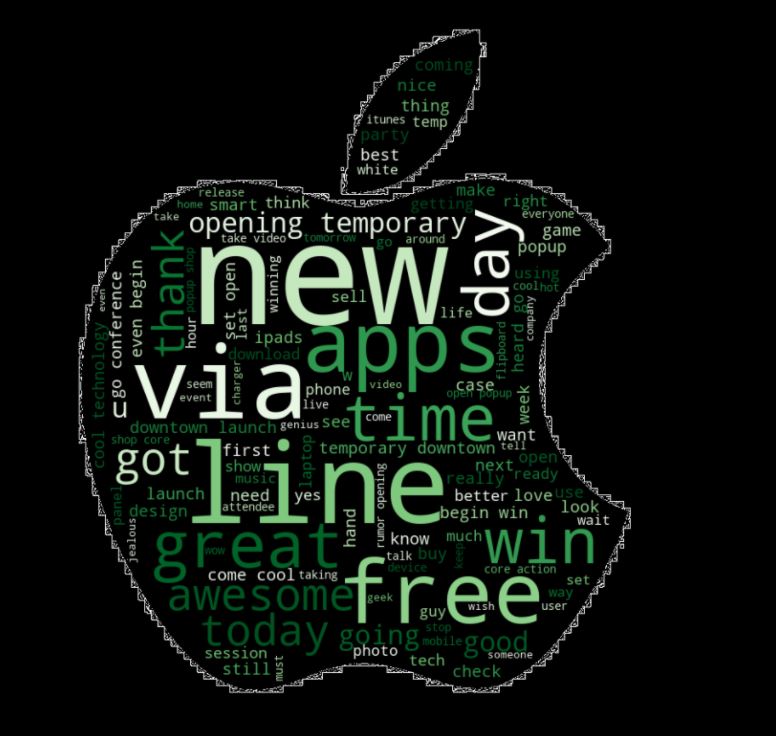 coming
nice
thing
itunes temp
party
best
white
release
home smart think
make
getting
right
take
everyone
opening temporary
day
game
take video tomorrow go around
popup
thank
popup shop
new
winning
sell
using
cool hot
company
even
go conference
even begin
hour
set open
last
life
heard go
ipads
apps
flipboard
download
via
seem
event
charger
phone
w
video
case
open popup
week
cool technology
u
live
come
time
downtown launch
genius see
want
shop core
got
first
laptop
temporary downtown
tell
open
show
music
line
next
ready
really
panel
launch
need
yes
better love use
design
attendee
begin win
look
wait
jealous
great
wow
hand
rumor opening
know
much
win
talk buy
keep
device
core action
come cool taking
free
set
way
awesome
geek
guy
wish
user
today
going
stop
mobile
good
photo
session
someone
still
must
tech
check